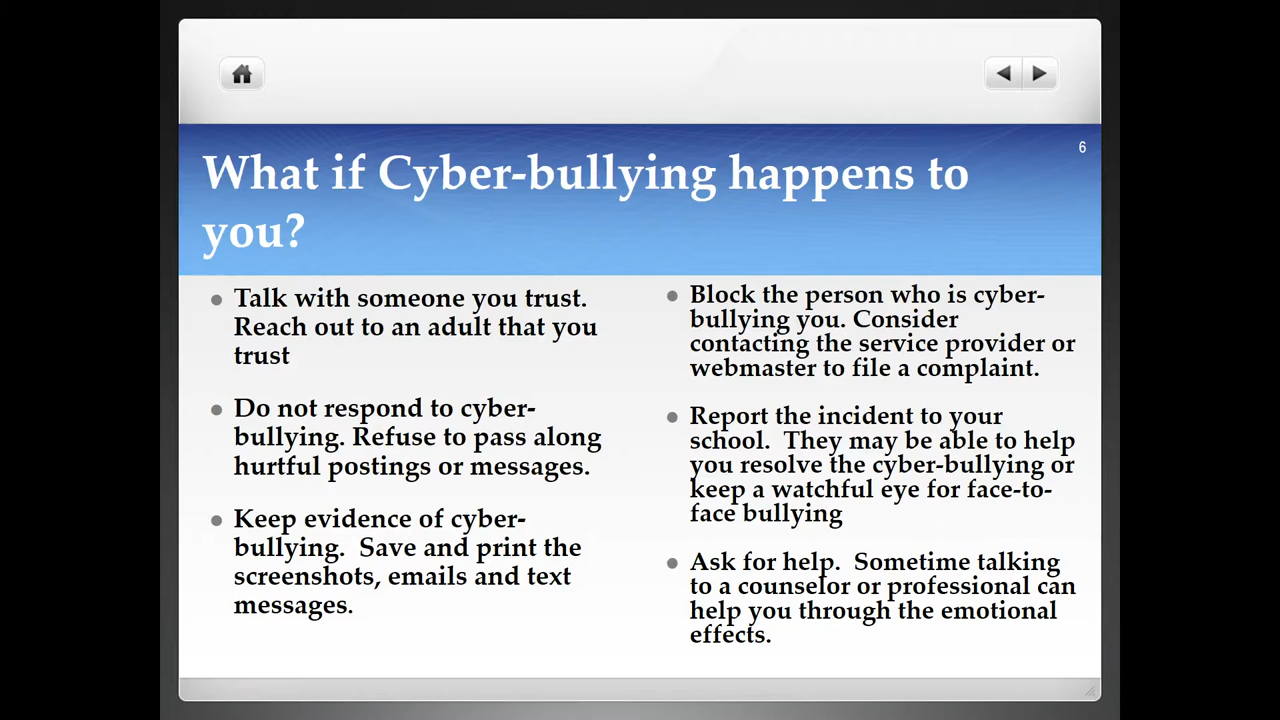 6
What if Cyber-bullying happens to
you?
Talk with someone you trust.
Reach out to an adult that you
trust
Do not respond to cyber-
bullying. Refuse to pass along
hurtful postings or messages.
Keep evidence of cyber-
bullying.  Save and print the
screenshots, emails and text
messages.
Block the person who is cyber-
bullying you. Consider
contacting the service provider or
webmaster to file a complaint.
Report the incident to your
school.  They may be able to help
you resolve the cyber-bullying or
keep a watchful eye for face-to-
face bullying
Ask for help.  Sometime talking
to a counselor or professional can
help you through the emotional
effects.